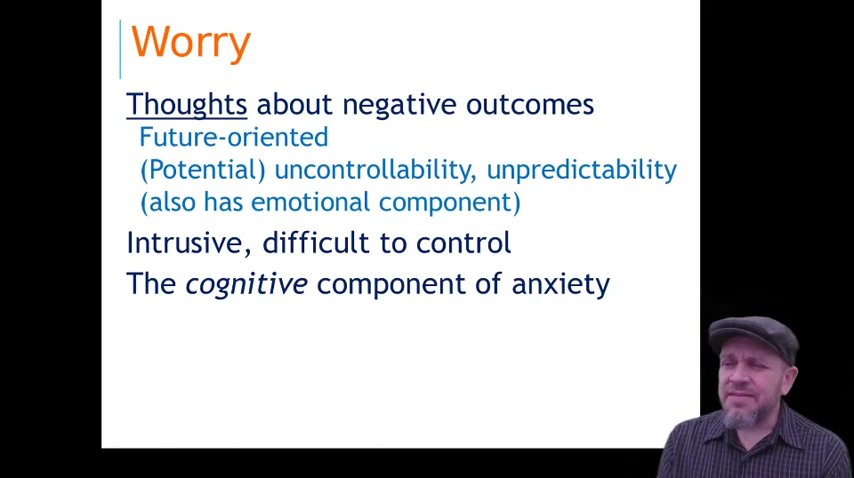 Worry
Thoughts about negative outcomes
Future-oriented
(Potential) uncontrollability, unpredictability
(also has emotional component)
Intrusive, difficult to control
The cognitive component of anxiety